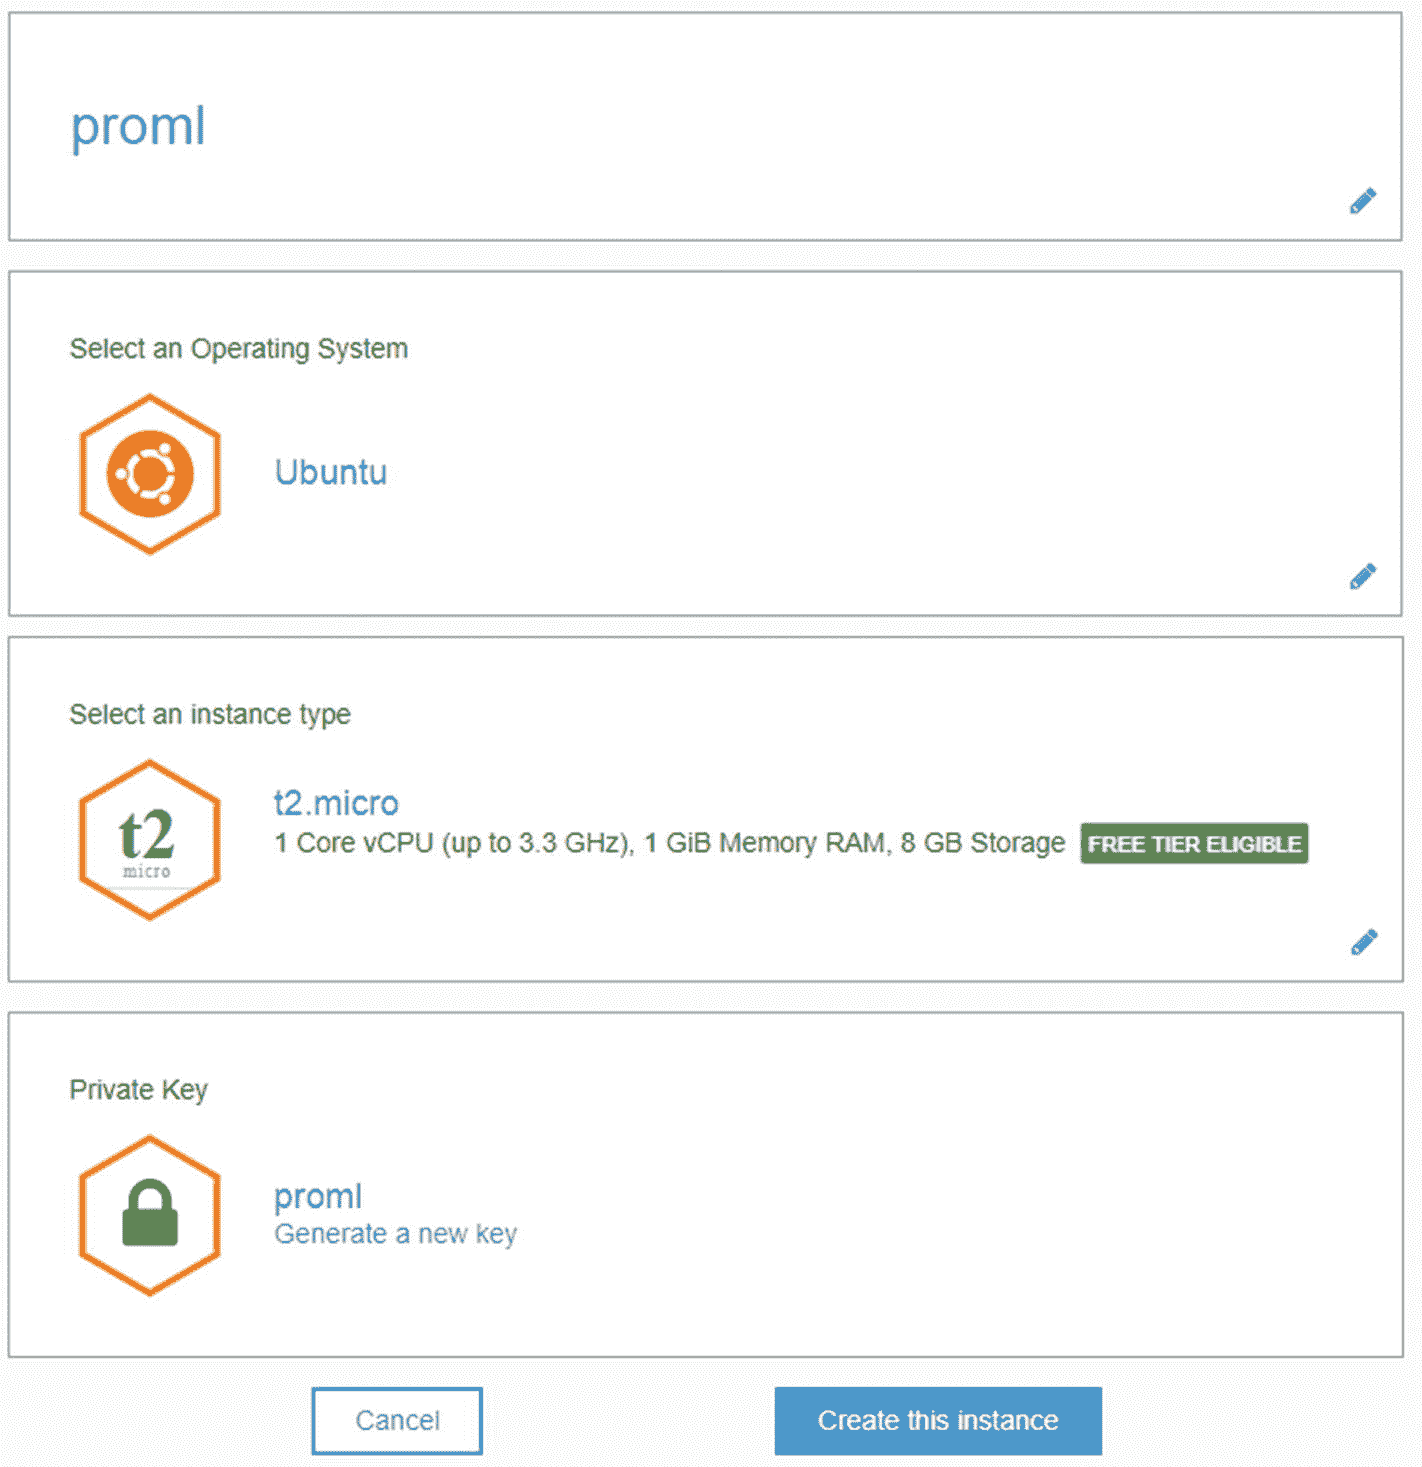 proml
Select an Operating System
Ubuntu
Select an instance type
t2
micro
t2.micro
1 Core vCPU (up to 3.3 GHz), 1 GiB Memory RAM, 8 GB Storage FREE TIER ELIGIBLE
Private Key
proml
Generate a new key
Cancel
Create this instance